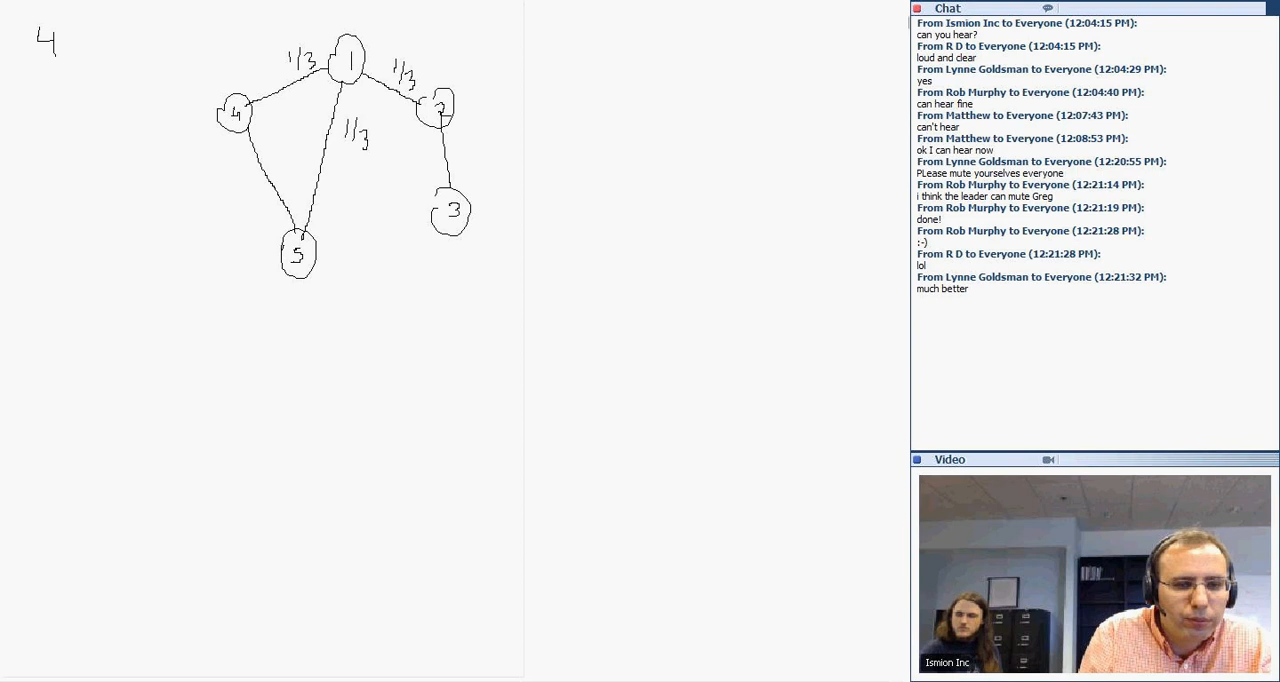 4
1/3
1
1/3
4
2
1/3
3
5
Chat
From Ismion Inc to Everyone (12:04:15 PM):
can you hear?
From R D to Everyone (12:04:15 PM):
loud and clear
From Lynne Goldsman to Everyone (12:04:29 PM):
yes
From Rob Murphy to Everyone (12:04:40 PM):
can hear fine
From Matthew to Everyone (12:07:43 PM):
can't hear
From Matthew to Everyone (12:08:53 PM):
ok I can hear now
From Lynne Goldsman to Everyone (12:20:55 PM):
PLease mute yourselves everyone
From Rob Murphy to Everyone (12:21:14 PM):
i think the leader can mute Greg
From Rob Murphy to Everyone (12:21:19 PM):
done!
From Rob Murphy to Everyone (12:21:28 PM):
:-)
From R D to Everyone (12:21:28 PM):
lol
From Lynne Goldsman to Everyone (12:21:32 PM):
much better
Video
Ismion Inc